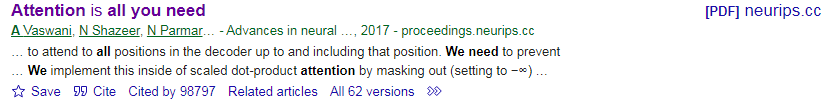 Attention is all you need
[PDF] neurips.cc
A Vaswani, N Shazeer, N Parmar… - Advances in neural …, 2017 - proceedings.neurips.cc
… to attend to all positions in the decoder up to and including that position. We need to prevent
… We implement this inside of scaled dot-product attention by masking out (setting to −∞) …
Save Cite Cited by 98797 Related articles All 62 versions